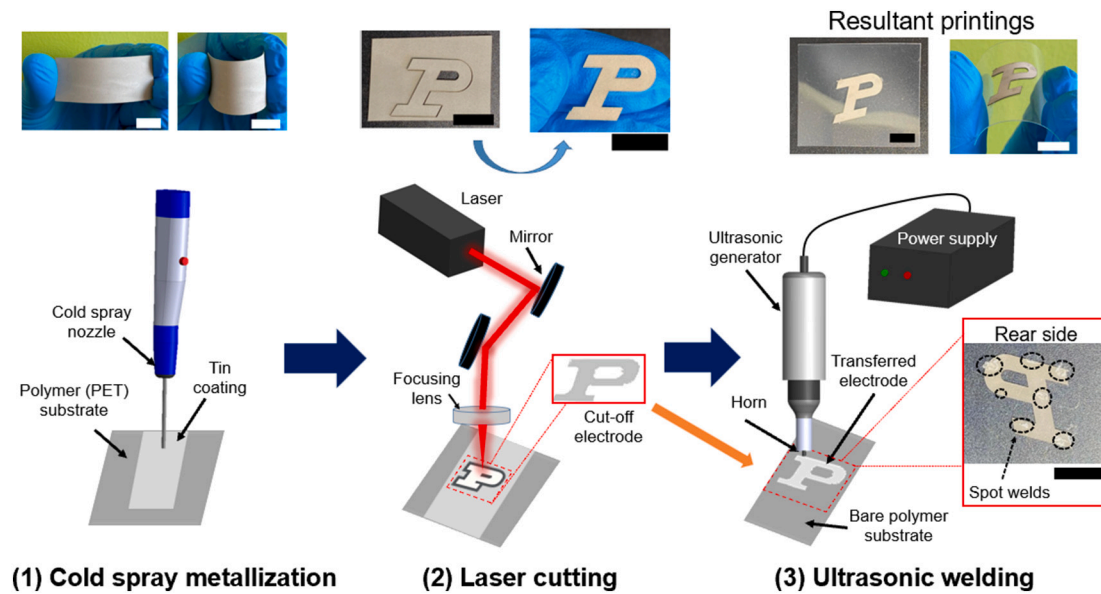 Resultant printings
P
P
P
P
Laser
Mirror
Ultrasonic
generator
Power supply
Cold spray
nozzle
Tin
coating
Polymer (PET)
substrate
Focusing
lens
P
Cut-off
electrode
P
Horn
Transferred
electrode
P
Bare polymer
substrate
Rear side
Spot welds
(1) Cold spray metallization
(2) Laser cutting
(3) Ultrasonic welding